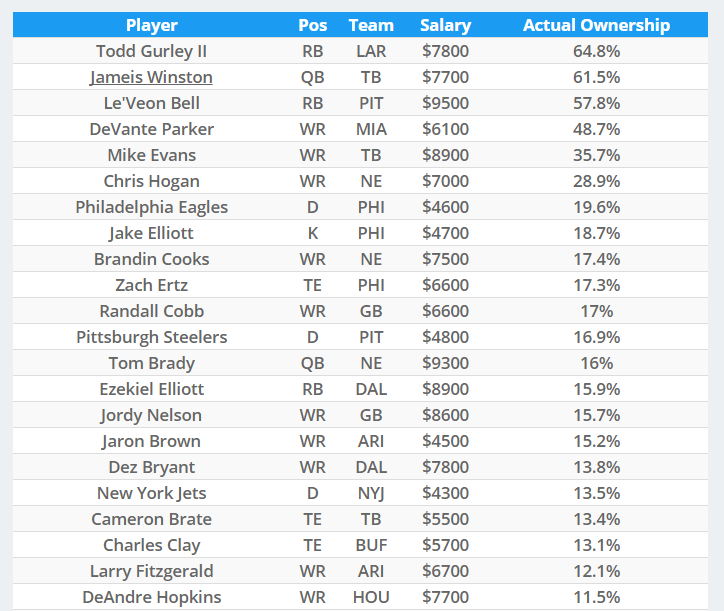 Player Pos Team Salary Actual Ownership
Todd Gurley II RB LAR $7800 64.8%
Jameis Winston QB TB $7700 61.5%
Le'Veon Bell RB PIT $9500 57.8%
DeVante Parker WR MIA $6100 48.7%
Mike Evans WR TB $8900 35.7%
Chris Hogan WR NE $7000 28.9%
Philadelphia Eagles D PHI $4600 19.6%
Jake Elliott K PHI $4700 18.7%
Brandin Cooks WR NE $7500 17.4%
Zach Ertz TE PHI $6600 17.3%
Randall Cobb WR GB $6600 17%
Pittsburgh Steelers D PIT $4800 16.9%
Tom Brady QB NE $9300 16%
Ezekiel Elliott RB DAL $8900 15.9%
Jordy Nelson WR GB $8600 15.7%
Jaron Brown WR ARI $4500 15.2%
Dez Bryant WR DAL $7800 13.8%
New York Jets D NYJ $4300 13.5%
Cameron Brate TE TB $5500 13.4%
Charles Clay TE BUF $5700 13.1%
Larry Fitzgerald WR ARI $6700 12.1%
DeAndre Hopkins WR HOU $7700 11.5%